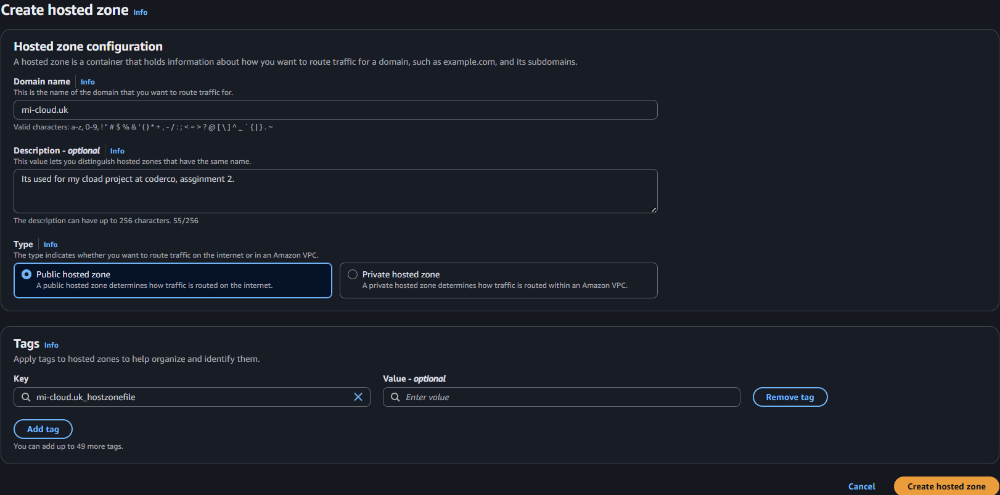 Create hosted zone Info
Hosted zone configuration
A hosted zone is a container that holds information about how you want to route traffic for a domain, such as example.com, and its subdomains.
Domain name Info
This is the name of the domain that you want to route traffic for.
mi-cloud.uk
Valid characters: a-z, 0-9, ! " # $ % & ' ( ) * + , - / : ; < = > ? @ [ \ ] ^ _ ` { | } . ~
Description - optional Info
This value lets you distinguish hosted zones that have the same name.
Its used for my cload project at coderco, assginment 2.
The description can have up to 256 characters. 55/256
Type Info
The type indicates whether you want to route traffic on the internet or in an Amazon VPC.
Public hosted zone
A public hosted zone determines how traffic is routed on the internet.
Private hosted zone
A private hosted zone determines how traffic is routed within an Amazon VPC.
Tags Info
Apply tags to hosted zones to help organize and identify them.
Key
Value - optional
mi-cloud.uk_hostzonefile
Enter value
Remove tag
Add tag
You can add up to 49 more tags.
Cancel
Create hosted zone